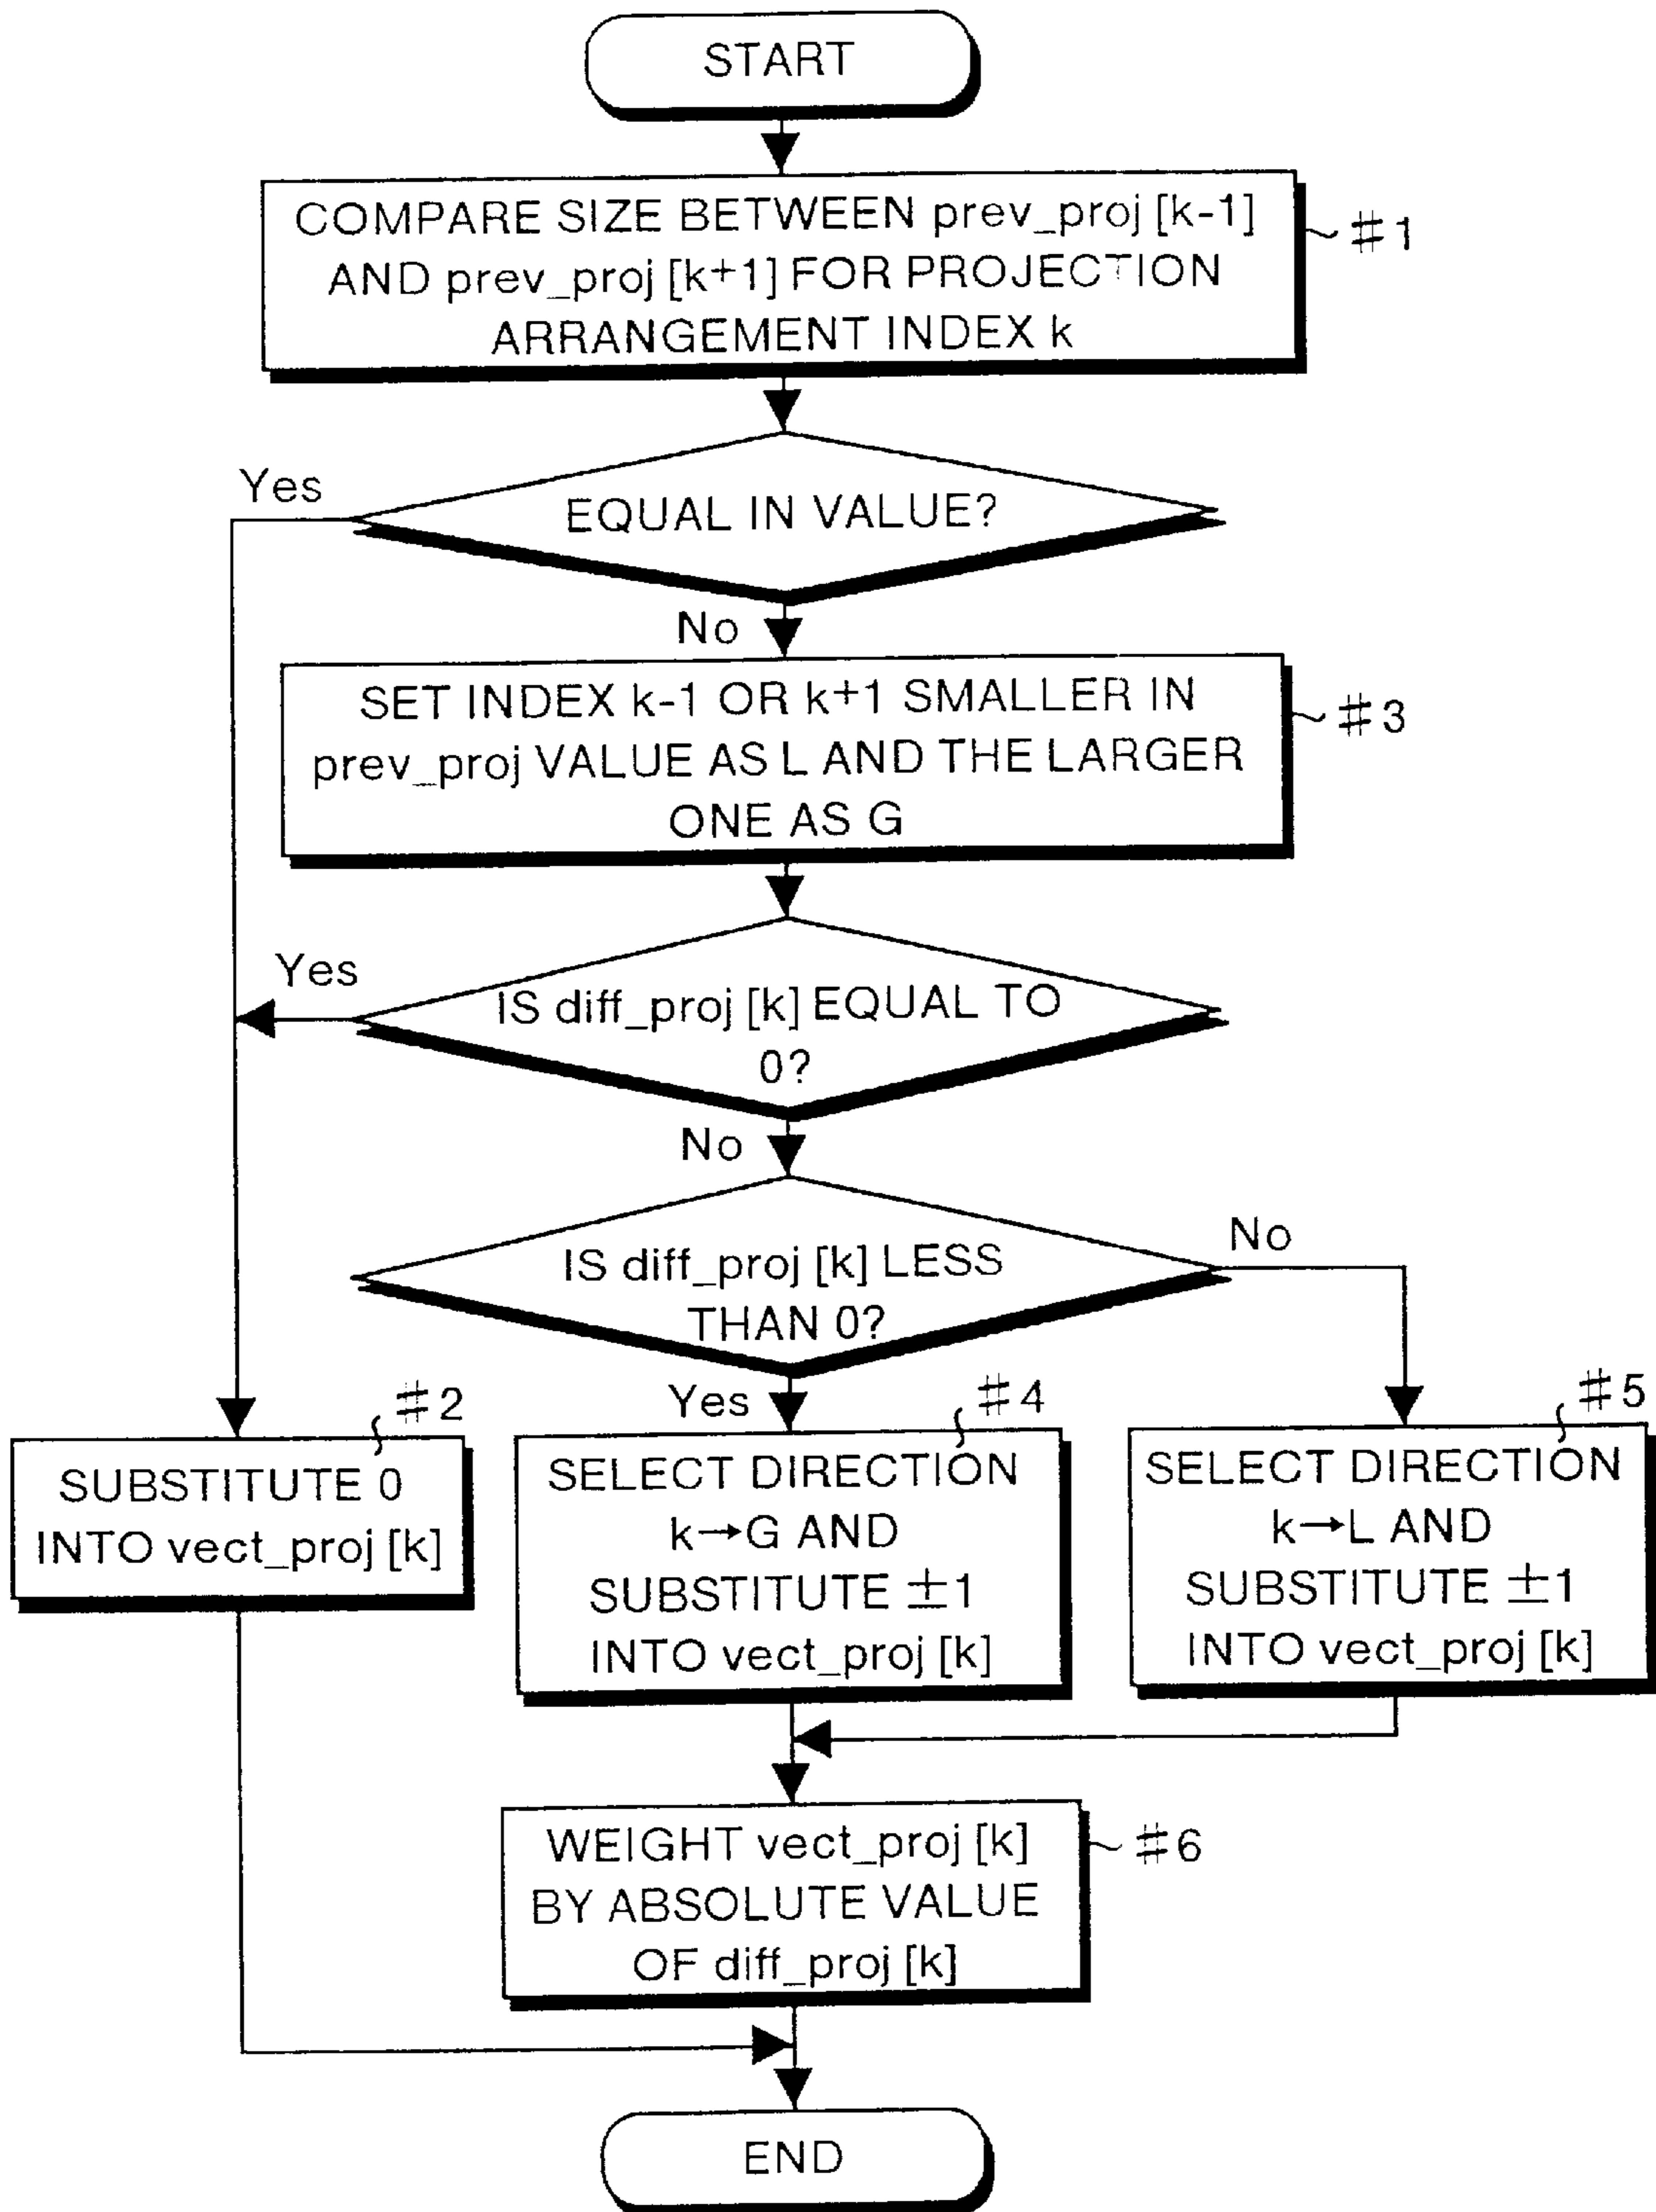 START
COMPARE SIZE BETWEEN prev_proj [k-1]
AND prev_proj [k+1] FOR PROJECTION
ARRANGEMENT INDEX k
#1
Yes
EQUAL IN VALUE?
No
SET INDEX k-1 OR k+1 SMALLER IN
prev_proj VALUE AS L AND THE LARGER
ONE AS G
#3
Yes
IS diff_proj [k] EQUAL TO
0?
No
IS diff_proj [k] LESS
THAN 0?
No
Yes
#2
SUBSTITUTE 0
INTO vect_proj [k]
#4
SELECT DIRECTION
k→G AND
SUBSTITUTE ±1
INTO vect_proj [k]
#5
SELECT DIRECTION
k→L AND
SUBSTITUTE ±1
INTO vect_proj [k]
WEIGHT vect_proj [k]
BY ABSOLUTE VALUE
OF diff_proj [k]
#6
END